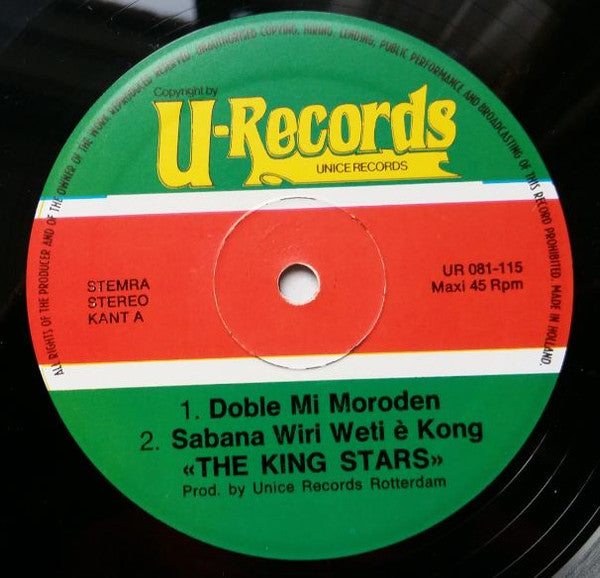 ALL RIGHTS OF THE PRODUCER AND OF THE OWNER OF THE WORK REPRODUCED RESERVED. UNAUTHORISED COPYING, HIRING, LENDING, PUBLIC PERFORMANCE AND BROADCASTING OF THIS RECORD PROHIBITED. MADE IN HOLLAND.
Copyright by
U-Records
UNICE RECORDS
STEMRA
STEREO
KANT A
UR 081-115
Maxi 45 Rpm
1. Doble Mi Moroden
2. Sabana Wiri Weti è Kong
«THE KING STARS»
Prod. by Unice Records Rotterdam